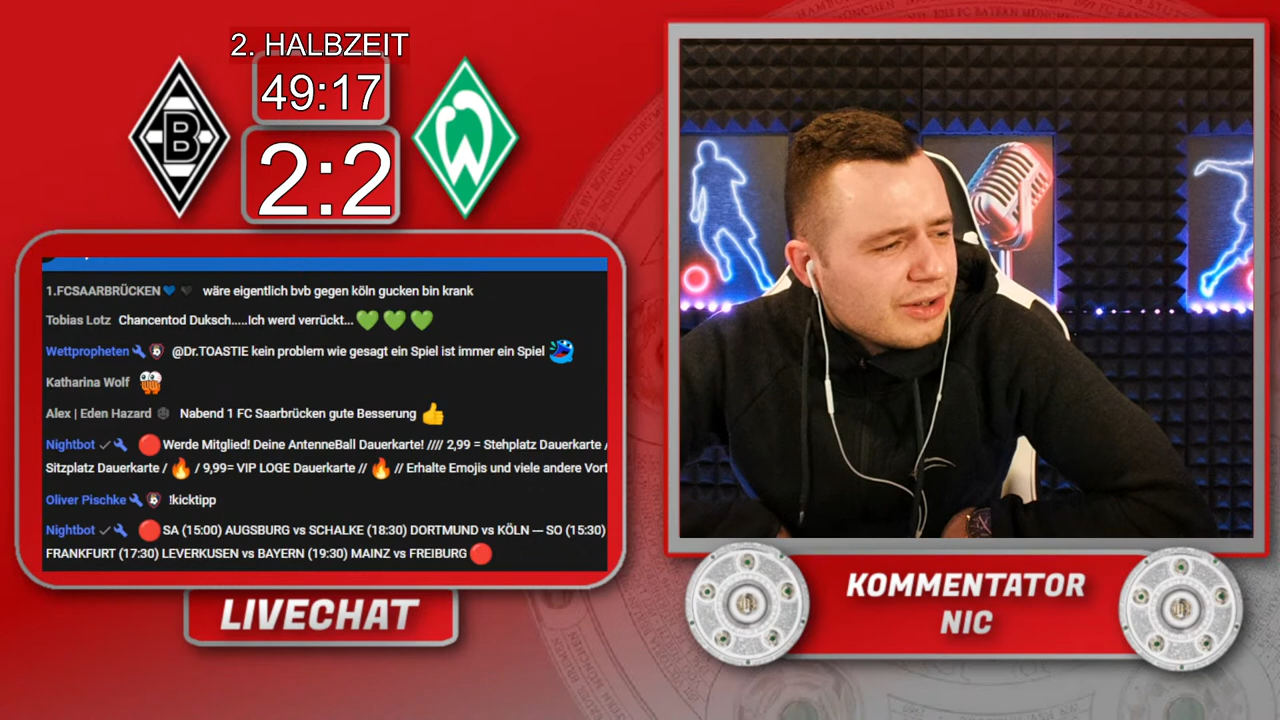 2. HALBZEIT
49:17
2:2
B
W
1.FCSAARBRÜCKEN💙🖤 wäre eigentlich bvb gegen köln gucken bin krank
Tobias Lotz Chancentod Duksch.....Ich werd verrückt...💚💚💚
Wettpropheten @Dr.TOASTIE kein problem wie gesagt ein Spiel ist immer ein Spiel
Katharina Wolf
Alex | Eden Hazard Nabend 1 FC Saarbrücken gute Besserung 👍
Nightbot 🔴Werde Mitglied! Deine AntenneBall Dauerkarte! //// 2,99 = Stehplatz Dauerkarte /
Sitzplatz Dauerkarte / 🔥 / 9,99= VIP LOGE Dauerkarte // 🔥 // Erhalte Emojis und viele andere Vort
Oliver Pischke !kicktipp
Nightbot 🔴SA (15:00) AUGSBURG vs SCHALKE (18:30) DORTMUND vs KÖLN --- SO (15:30)
FRANKFURT (17:30) LEVERKUSEN vs BAYERN (19:30) MAINZ vs FREIBURG🔴
LIVECHAT
KOMMENTATOR
NIC